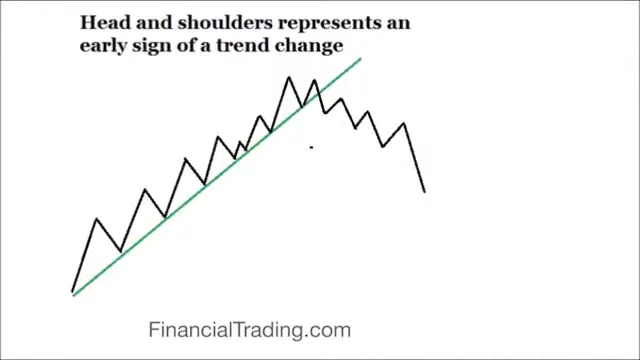 Head and shoulders represents an
early sign of a trend change
FinancialTrading.com